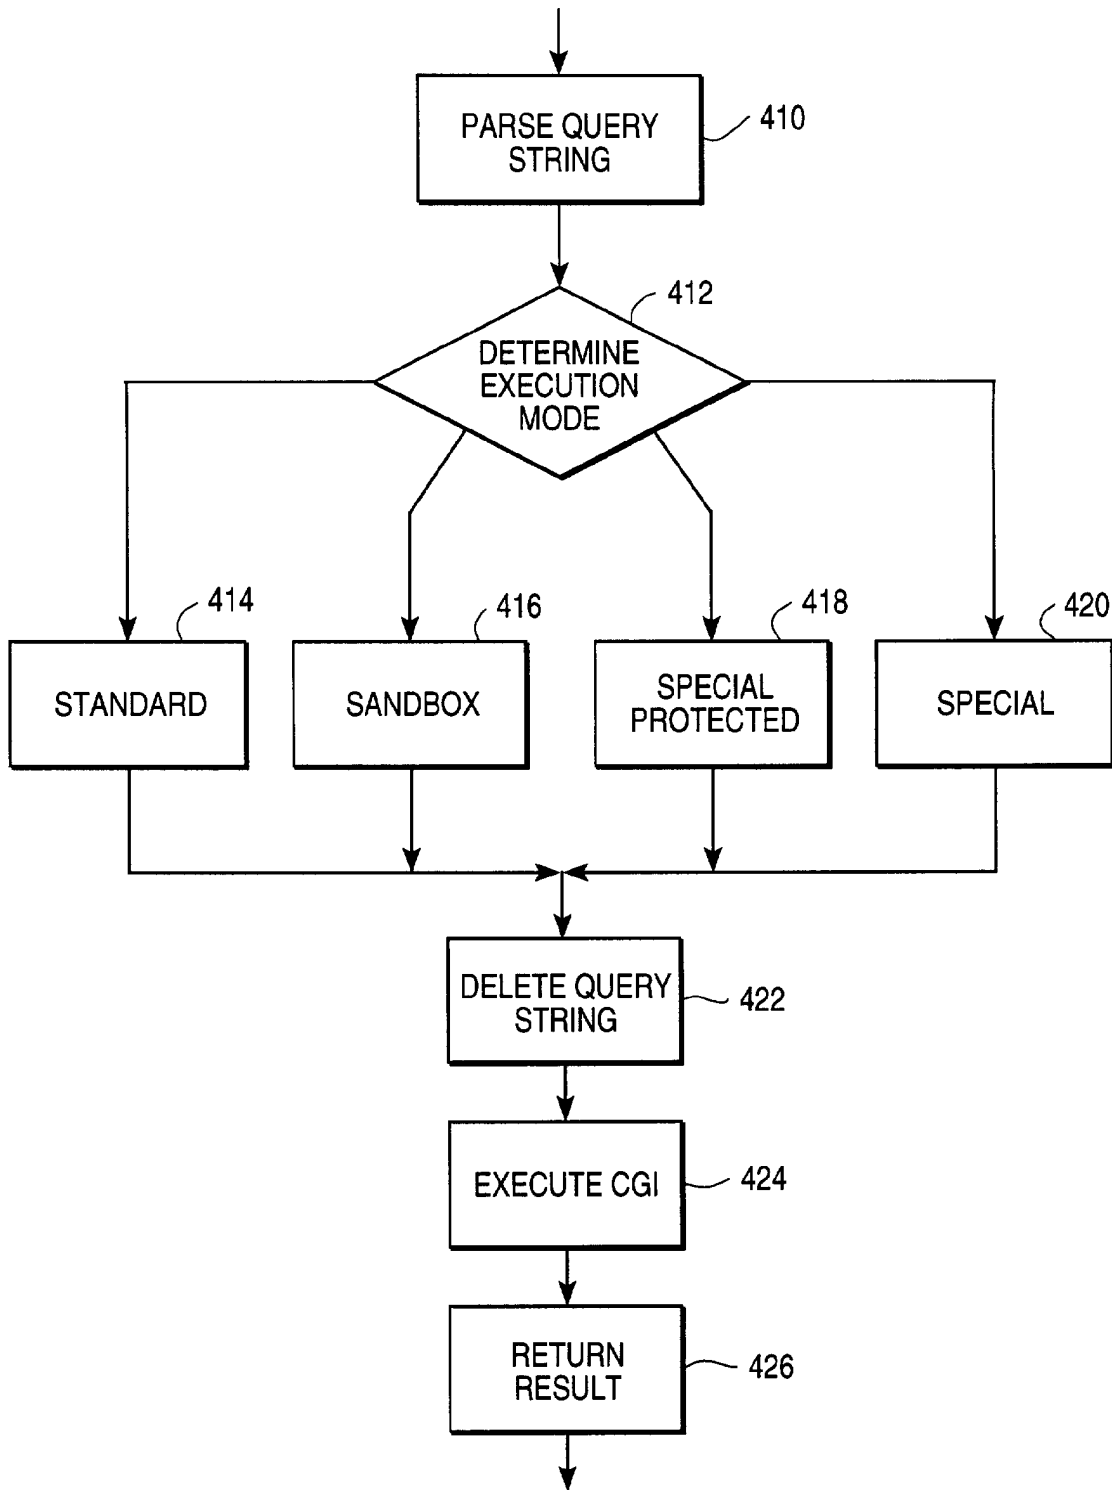 PARSE QUERY
STRING
410
412
DETERMINE
EXECUTION
MODE
414
416
418
420
STANDARD
SANDBOX
SPECIAL
PROTECTED
SPECIAL
DELETE QUERY
STRING
422
EXECUTE CGI
424
RETURN
RESULT
426